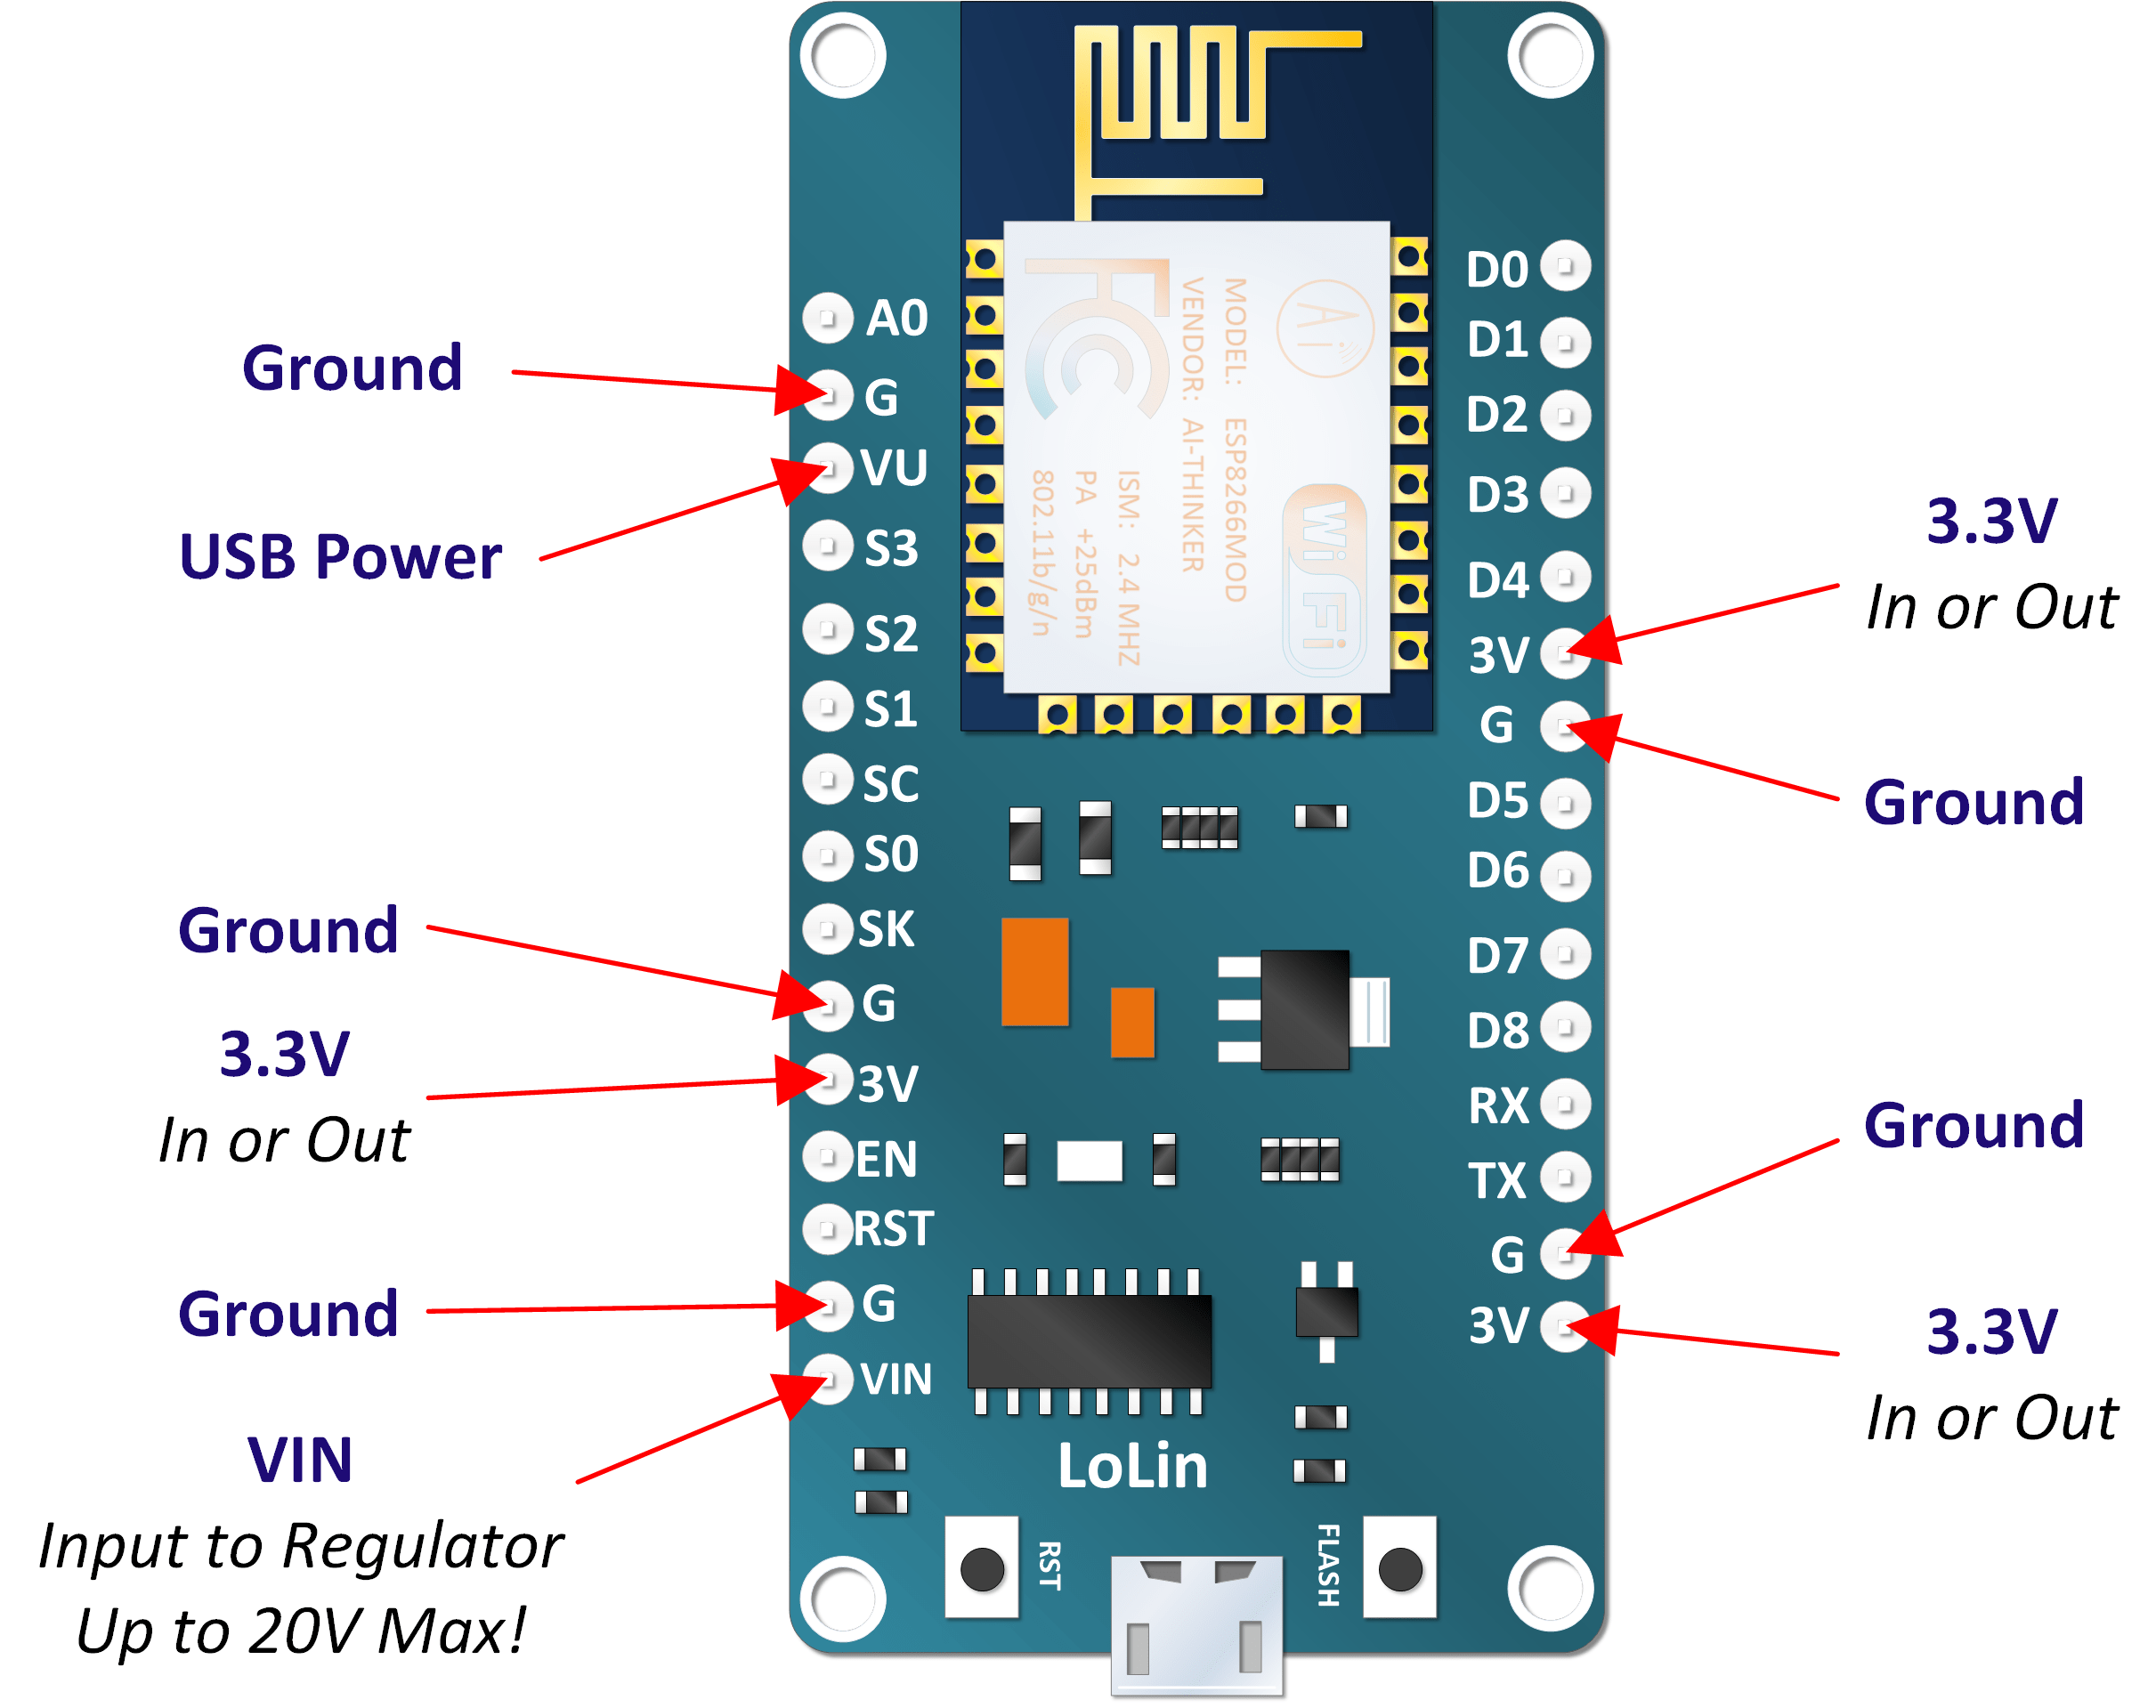 Ground
USB Power
Ground
3.3V
In or Out
Ground
VIN
Input to Regulator
Up to 20V Max!
A0
G
VU
S3
S2
S1
SC
S0
SK
G
3V
EN
RST
G
VIN
FCC
Ai
MODEL: ESP8266MOD
VENDOR: AI-THINKER
ISM: 2.4 MHZ
PA +25dBm
802.11b/g/n
Wi Fi
LoLin
RST
FLASH
D0
D1
D2
D3
D4
3V
G
D5
D6
D7
D8
RX
TX
G
3V
3.3V
In or Out
Ground
Ground
3.3V
In or Out